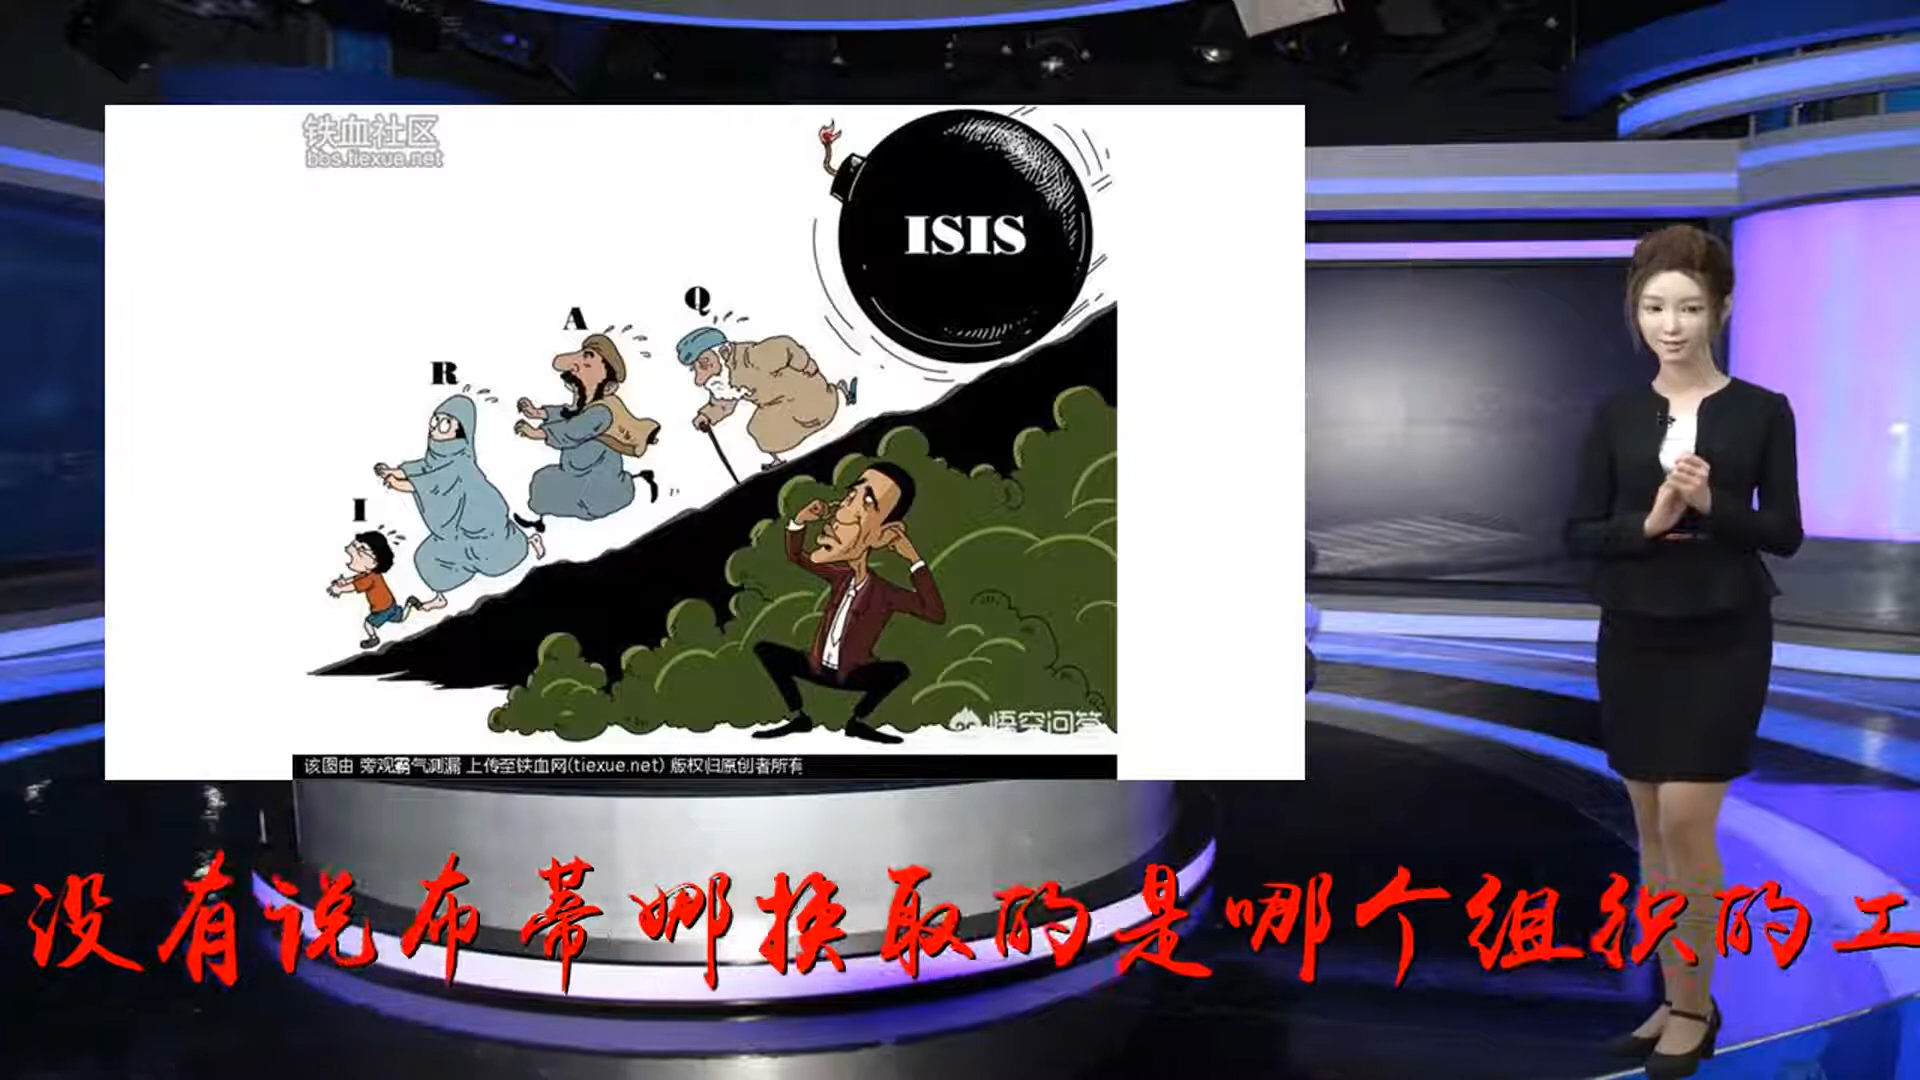 铁血社区
bbs.tiexue.net
ISIS
Q
A
R
I
悟空问答
该图由 旁观霸气测漏 上传至铁血网(tiexue.net) 版权归原创者所有
没有说布蒂娜换取的是哪个组织的工